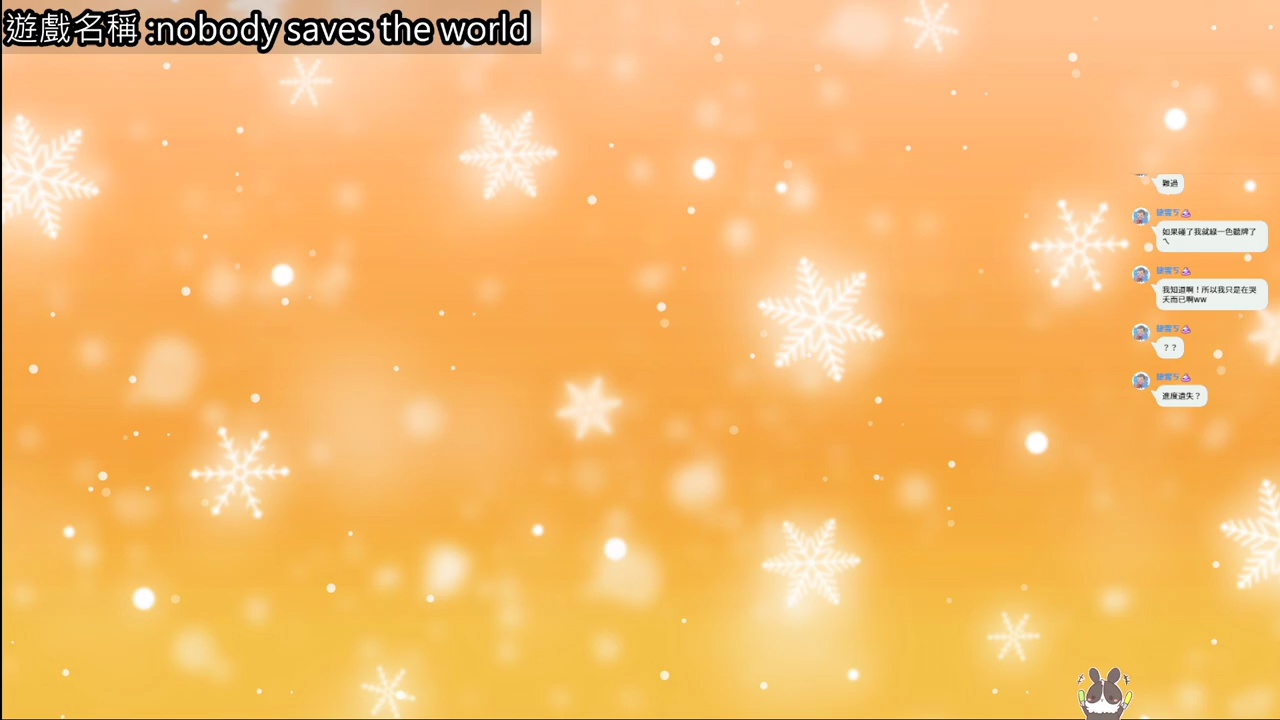 遊戲名稱 :nobody saves the world
難過
如果碰了我就綠一色聽牌了
ㄟ
我知道啊！所以我只是在哭
夭而已啊ww
？？
進度遺失？